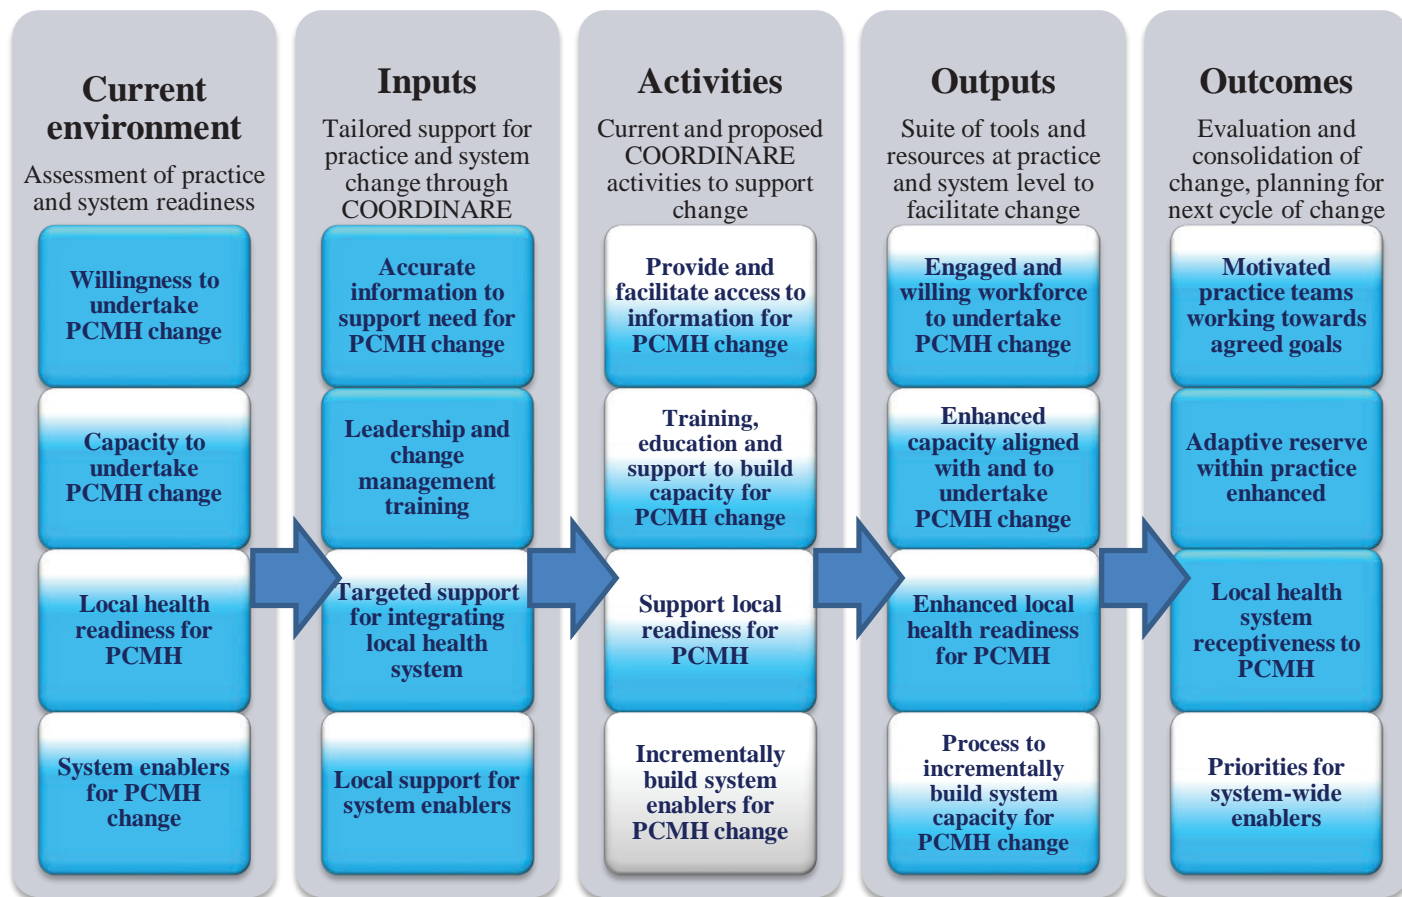 Current
environment
Assessment of practice
and system readiness
Willingness to
undertake
PCMH change
Capacity to
undertake
PCMH change
Local health
readiness for
PCMH
System enablers
for PCMH
change
Inputs
Tailored support for
practice and system
change through
COORDINARE
Accurate
information to
support need for
PCMH change
Leadership and
change
management
training
Targeted support
for integrating
local health
system
Local support for
system enablers
Activities
Current and proposed
COORDINARE
activities to support
change
Provide and
facilitate access to
information for
PCMH change
Training,
education and
support to build
capacity for
PCMH change
Support local
readiness for
PCMH
Incrementally
build system
enablers for
PCMH change
Outputs
Suite of tools and
resources at practice
and system level to
facilitate change
Engaged and
willing workforce
to undertake
PCMH change
Enhanced
capacity aligned
with and to
undertake
PCMH change
Enhanced local
health readiness
for PCMH
Process to
incrementally
build system
capacity for
PCMH change
Outcomes
Evaluation and
consolidation of
change, planning for
next cycle of change
Motivated
practice teams
working towards
agreed goals
Adaptive reserve
within practice
enhanced
Local health
system
receptiveness to
PCMH
Priorities for
system-wide
enablers